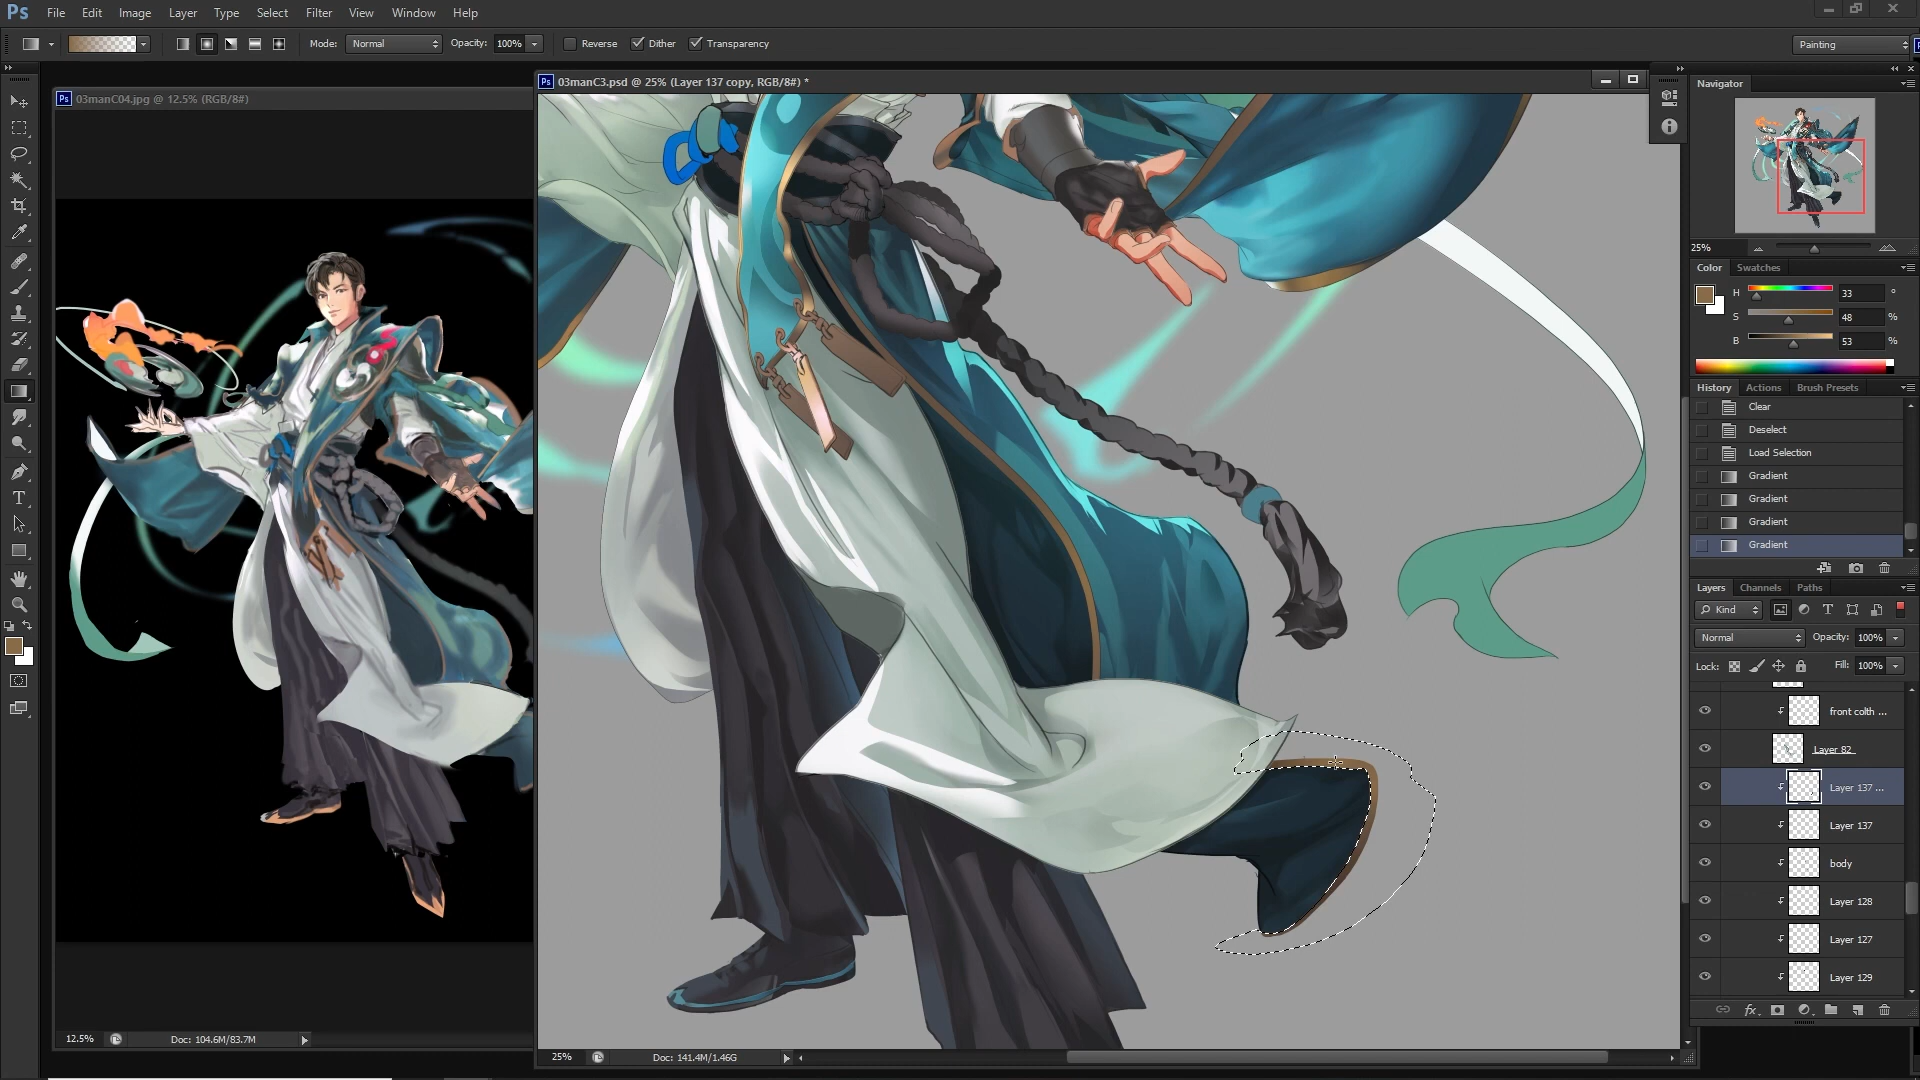 Ps File Edit Image Layer Type Select Filter View Window Help
Mode: Normal Opacity: 100% Reverse Dither Transparency Painting
Ps 03manC04.jpg @ 12.5% (RGB/8#)
Ps 03manC3.psd @ 25% (Layer 137 copy, RGB/8#) *
Navigator
25%
Color Swatches
H 33 °
S 48 %
B 53 %
History Actions Brush Presets
Clear
Deselect
Load Selection
Gradient
Gradient
Gradient
Gradient
Layers Channels Paths
Kind T
Normal Opacity: 100%
Lock: Fill: 100%
front colth ...
Layer 82
Layer 137 ...
Layer 137
body
Layer 128
Layer 127
Layer 129
fx
12.5% Doc: 104.6M/83.7M
25% Doc: 141.4M/1.46G